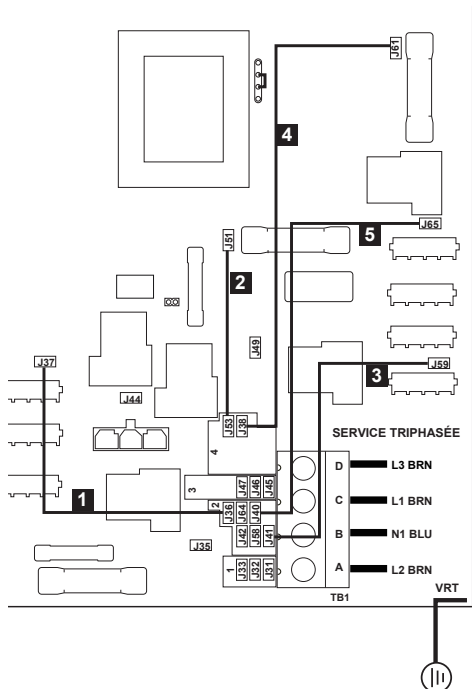 J61
4
J65
5
J51
2
J49
J37
J59
3
J44
J53 J38
4
SERVICE TRIPHASÉE
D L3 BRN
3 J47 J46 J45
C L1 BRN
1
2 J36 J64 J40
J42 J58 J41
B N1 BLU
J35
1 J33 J32 J31
A L2 BRN
TB1
VRT